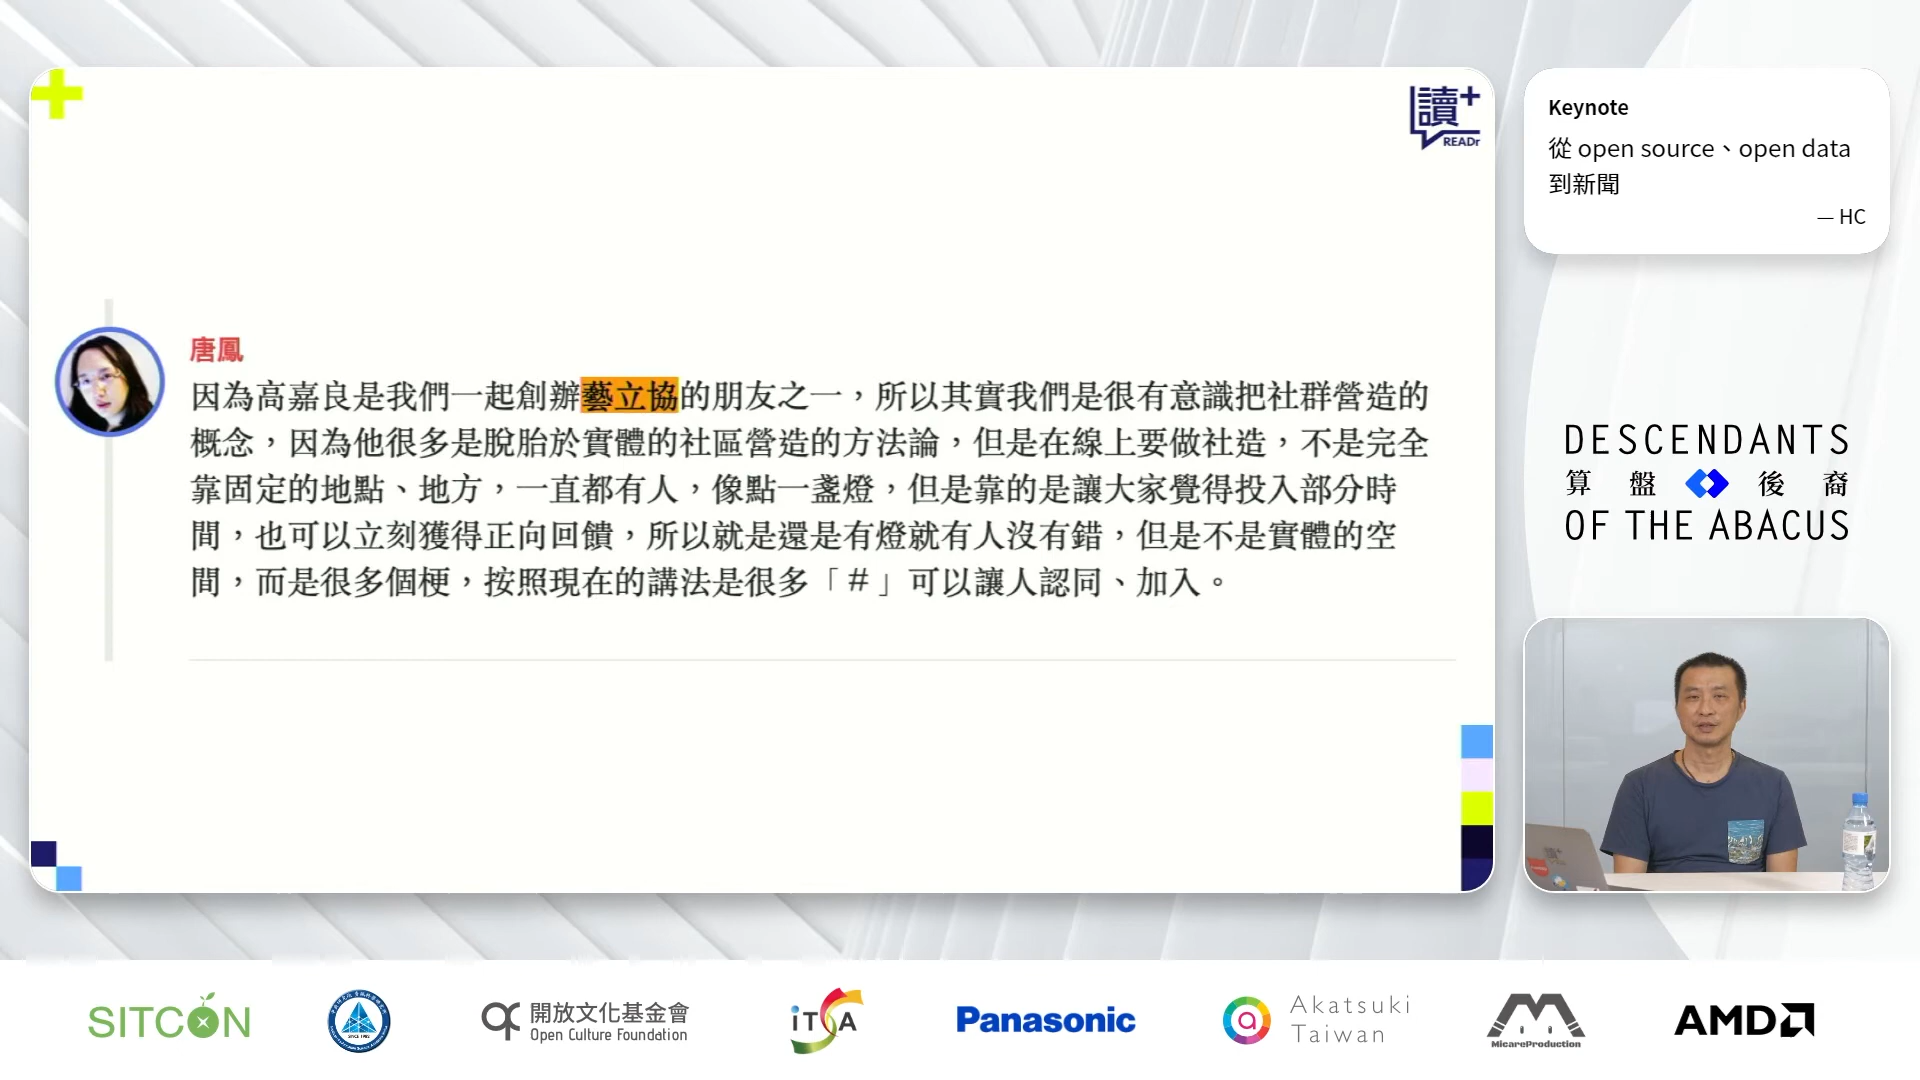 讀+
READr
唐鳳
因為高嘉良是我們一起創辦藝立協的朋友之一，所以其實我們是很有意識把社群營造的
概念，因為他很多是脫胎於實體的社區營造的方法論，但是在線上要做社造，不是完全
靠固定的地點、地方，一直都有人，像點一盞燈，但是靠的是讓大家覺得投入部分時
間，也可以立刻獲得正向回饋，所以就是還是有燈就有人沒有錯，但是不是實體的空
間，而是很多個梗，按照現在的講法是很多「＃」可以讓人認同、加入。
Keynote
從 open source、open data
到新聞
— HC
DESCENDANTS
算盤後裔
OF THE ABACUS
SITCON
開放文化基金會
Open Culture Foundation
iTSA
Panasonic
Akatsuki
Taiwan
MicareProduction
AMD